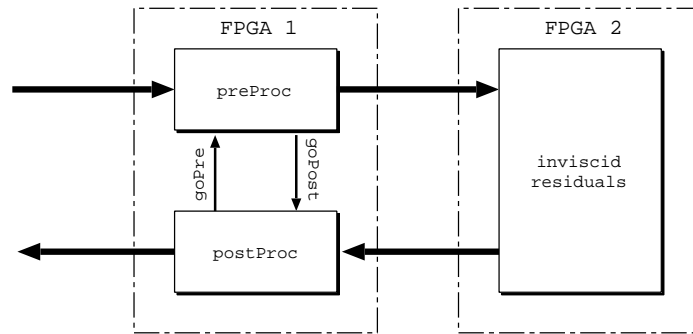 FPGA 1
FPGA 2
preProc
goPre
goPost
inviscid
residuals
postProc